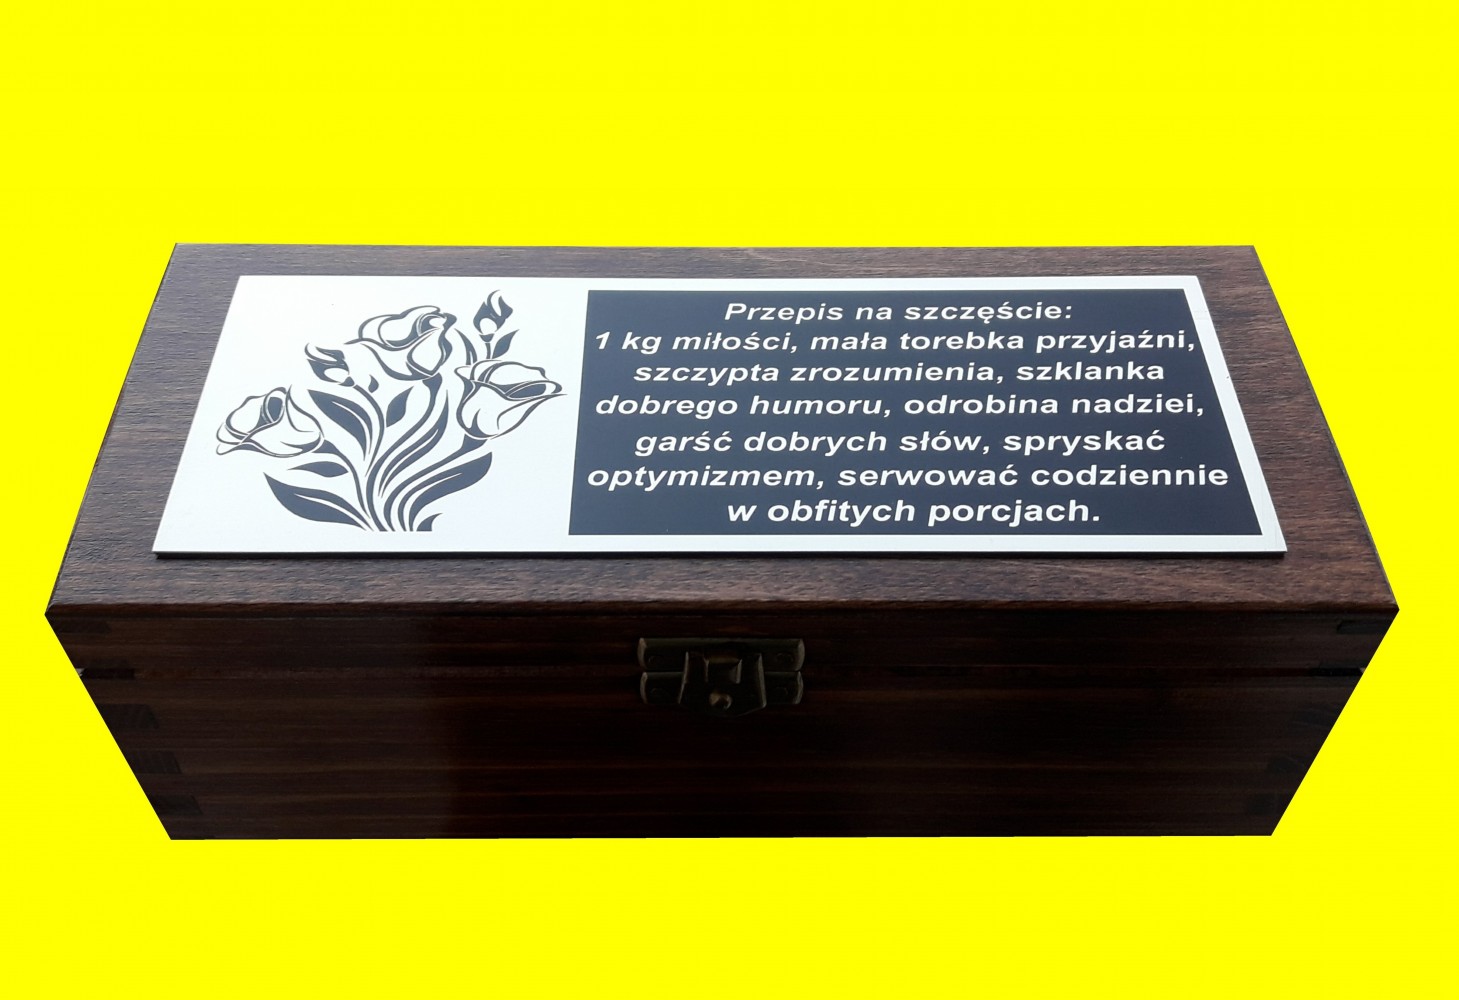 Przepis na szczęście:
1 kg miłości, mała torebka przyjaźni,
szczypta zrozumienia, szklanka
dobrego humoru, odrobina nadziei,
garść dobrych słów, spryskać
optymizmem, serwować codziennie
w obfitych porcjach.